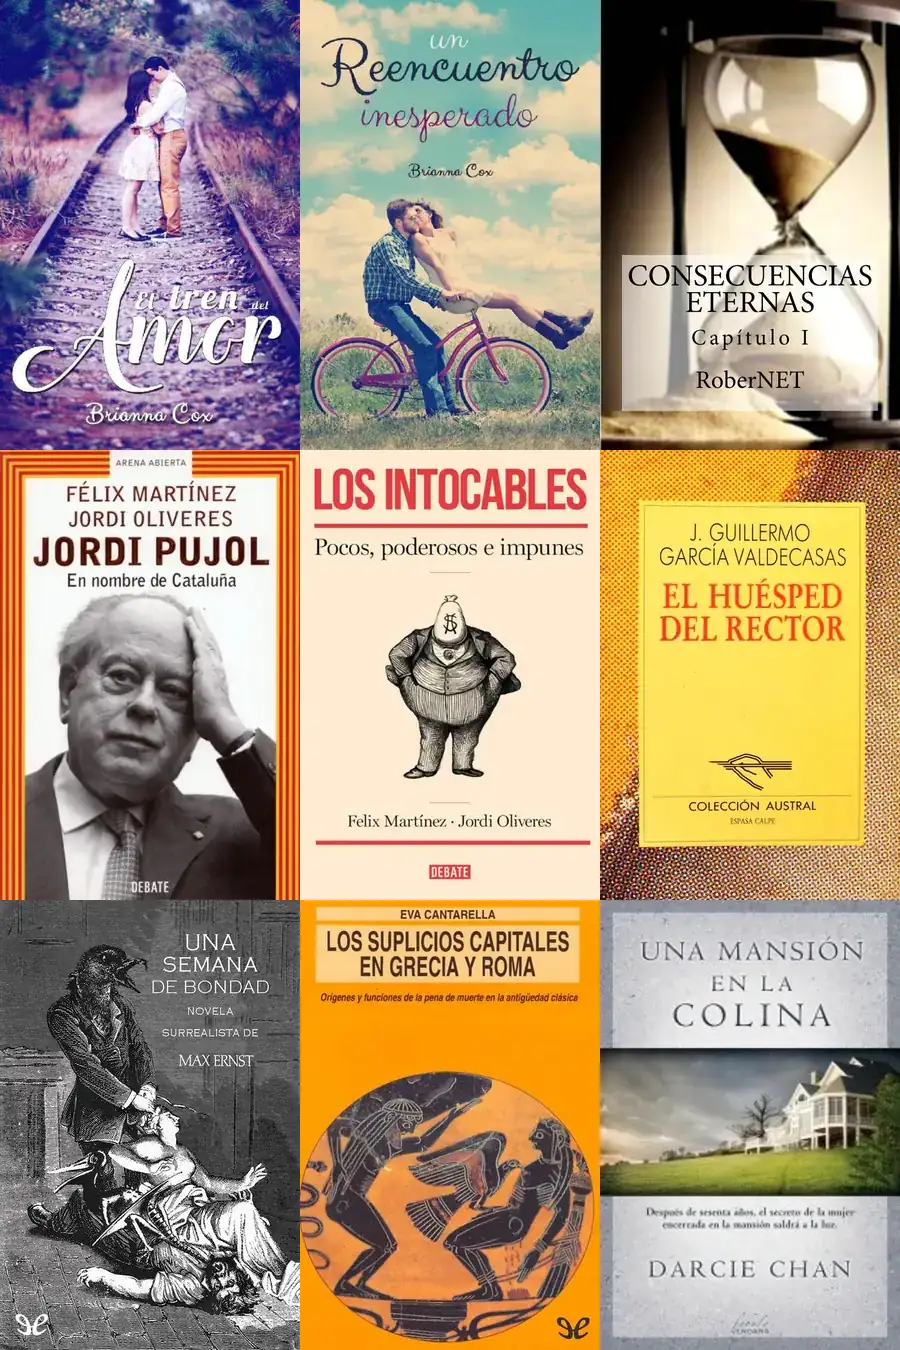 El tren del
Amor
Brianna Cox
un
Reencuentro
inesperado
Brianna Cox
CONSECUENCIAS
ETERNAS
Capítulo I
RoberNET
ARENA ABIERTA
FÉLIX MARTÍNEZ
JORDI OLIVERES
JORDI PUJOL
En nombre de Cataluña
DEBATE
LOS INTOCABLES
Pocos, poderosos e impunes
$
Felix Martínez · Jordi Oliveres
DEBATE
J. GUILLERMO
GARCÍA VALDECASAS
EL HUÉSPED
DEL RECTOR
COLECCIÓN AUSTRAL
ESPASA CALPE
UNA
SEMANA
DE BONDAD
NOVELA
SURREALISTA DE
MAX ERNST
EVA CANTARELLA
LOS SUPLICIOS CAPITALES
EN GRECIA Y ROMA
Orígenes y funciones de la pena de muerte en la antigüedad clásica
UNA MANSIÓN
EN LA
COLINA
Después de sesenta años, el secreto de la mujer
encerrada en la mansión saldrá a la luz.
DARCIE CHAN